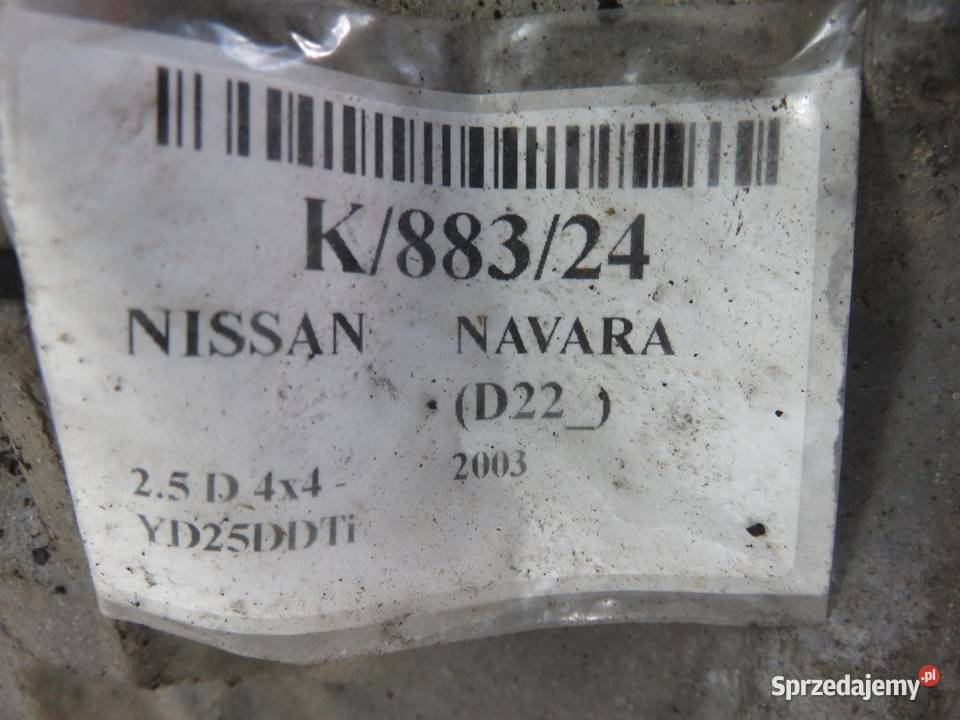 K/883/24
NISSAN NAVARA
(D22_)
2.5 D 4x4 - 2003
YD25DDTi
Sprzedajemy.pl